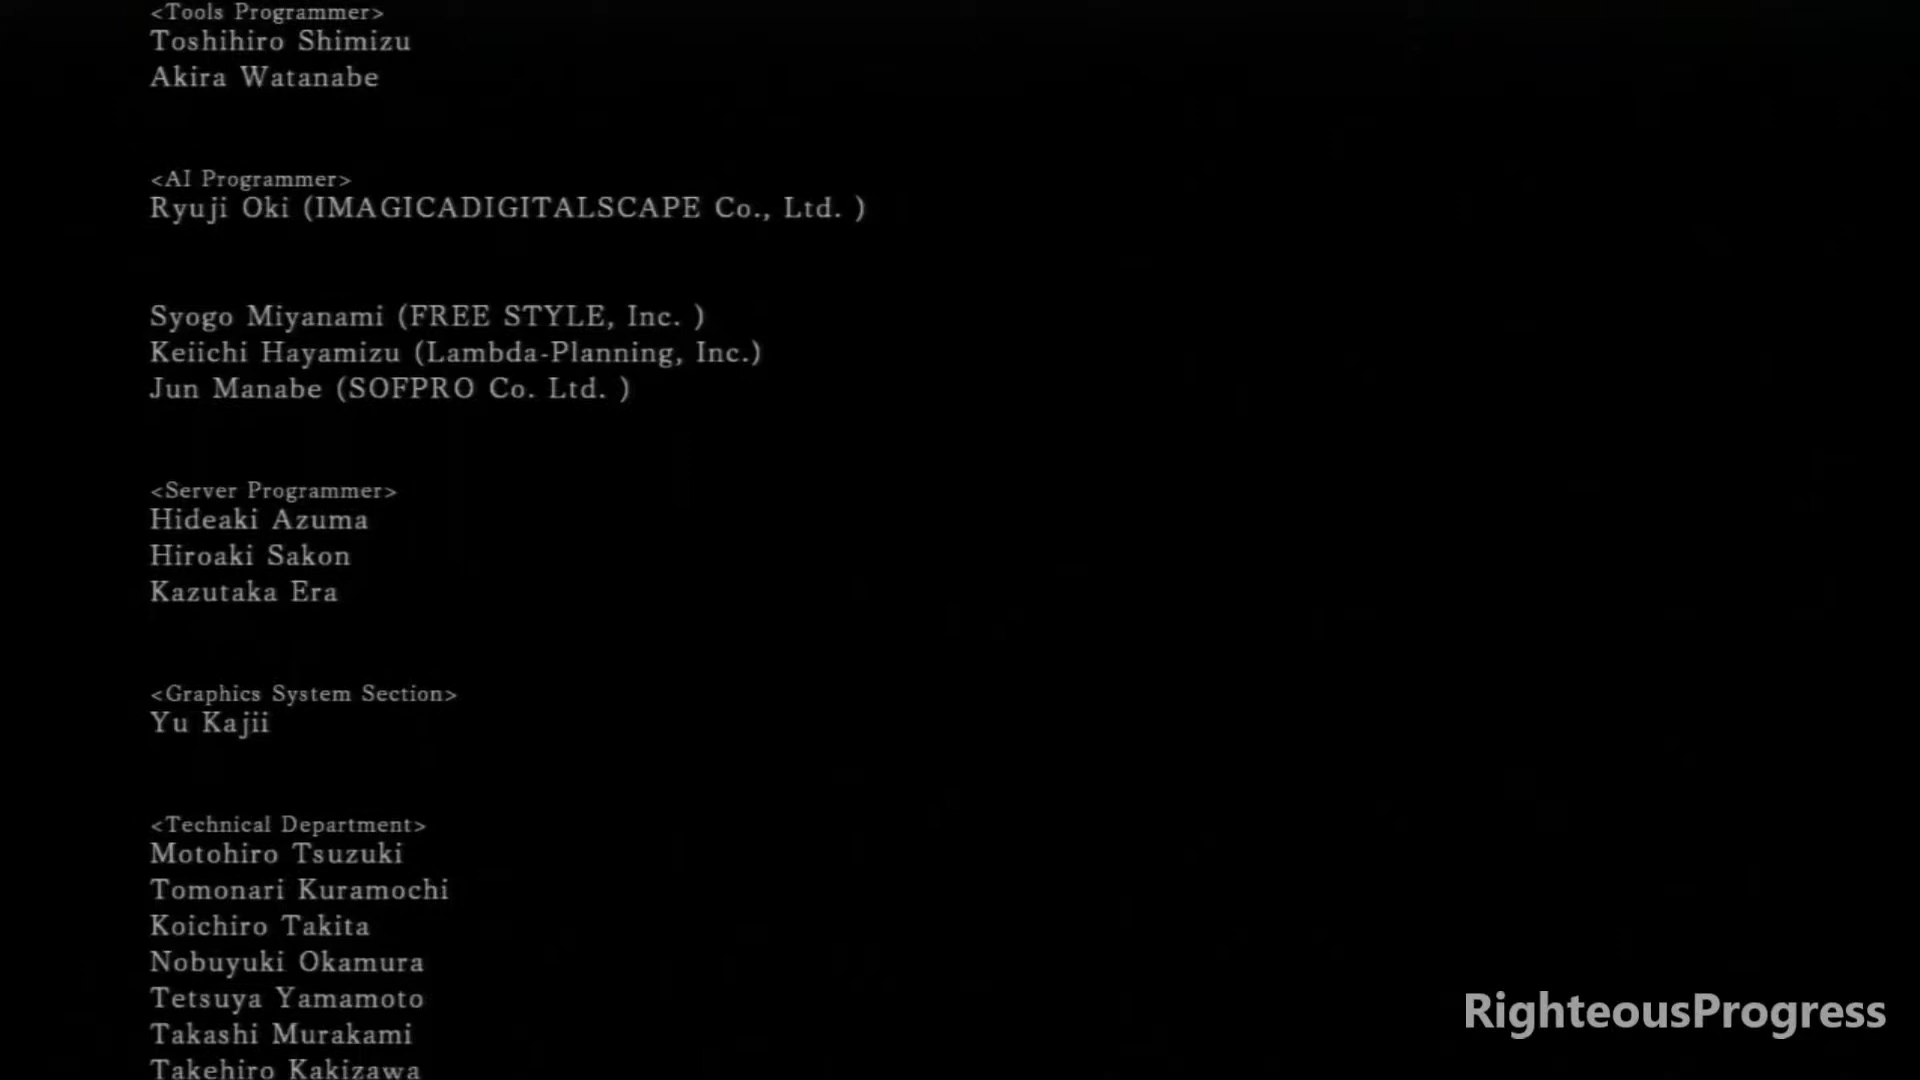 <Tools Programmer>
Toshihiro Shimizu
Akira Watanabe
<AI Programmer>
Ryuji Oki (IMAGICADIGITALSCAPE Co., Ltd. )
Syogo Miyanami (FREE STYLE, Inc. )
Keiichi Hayamizu (Lambda-Planning, Inc.)
Jun Manabe (SOFPRO Co. Ltd. )
<Server Programmer>
Hideaki Azuma
Hiroaki Sakon
Kazutaka Era
<Graphics System Section>
Yu Kajii
<Technical Department>
Motohiro Tsuzuki
Tomonari Kuramochi
Koichiro Takita
Nobuyuki Okamura
Tetsuya Yamamoto
Takashi Murakami
Takehiro Kakizawa
RighteousProgress